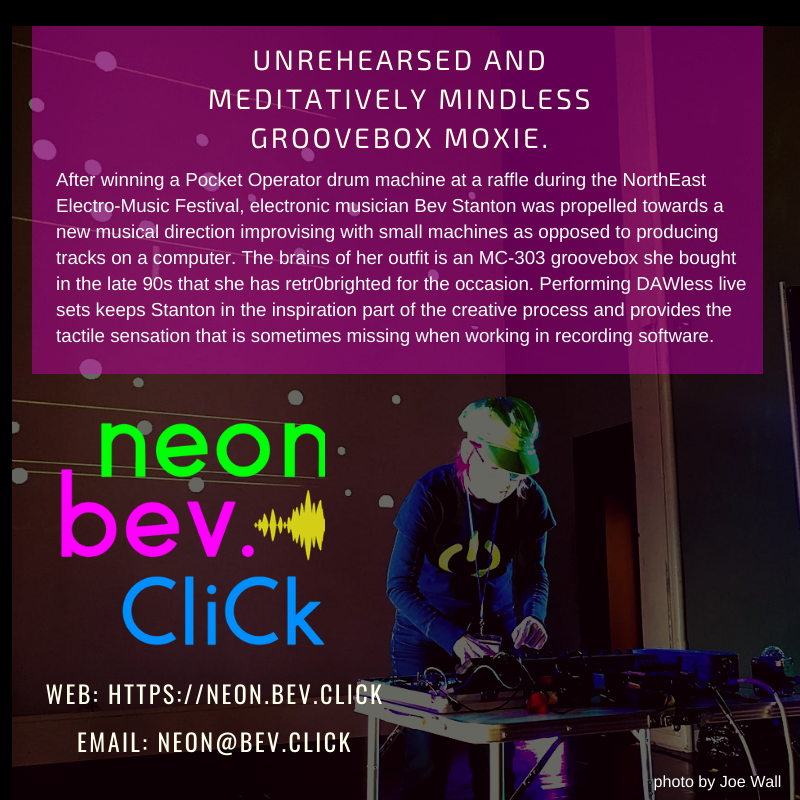 UNREHEARSED AND
MEDITATIVELY MINDLESS
GROOVEBOX MOXIE.
After winning a Pocket Operator drum machine at a raffle during the NorthEast
Electro-Music Festival, electronic musician Bev Stanton was propelled towards a
new musical direction improvising with small machines as opposed to producing
tracks on a computer. The brains of her outfit is an MC-303 groovebox she bought
in the late 90s that she has retr0brighted for the occasion. Performing DAWless live
sets keeps Stanton in the inspiration part of the creative process and provides the
tactile sensation that is sometimes missing when working in recording software.
neon
bev.
CliCk
WEB: HTTPS://NEON.BEV.CLICK
EMAIL: NEON@BEV.CLICK
photo by Joe Wall